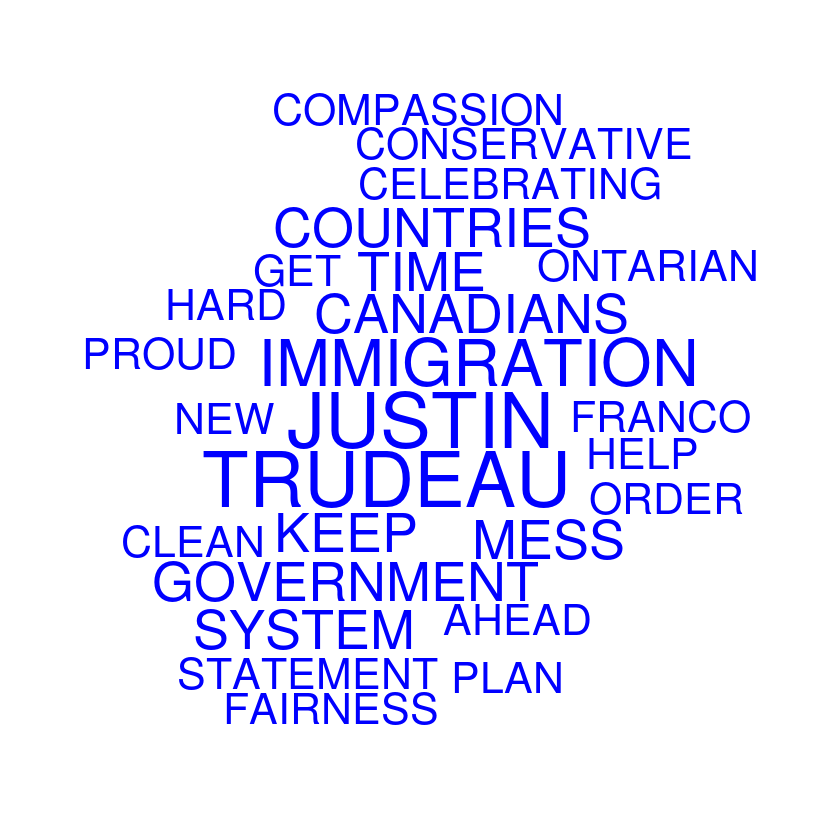 COMPASSION
CONSERVATIVE
CELEBRATING
COUNTRIES
GET TIME ONTARIAN
HARD CANADIANS
PROUD IMMIGRATION
NEW JUSTIN FRANCO
HELP
TRUDEAU ORDER
CLEAN KEEP MESS
GOVERNMENT
SYSTEM AHEAD
STATEMENT PLAN
FAIRNESS